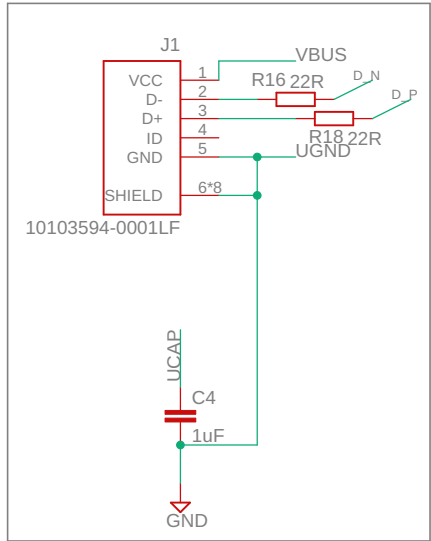 J1
VBUS
VCC 1
R16 22R
D_N
D- 2
D_P
D+ 3
R18 22R
ID 4
UGND
GND 5
SHIELD 6*8
10103594-0001LF
UCAP
C4
1uF
GND